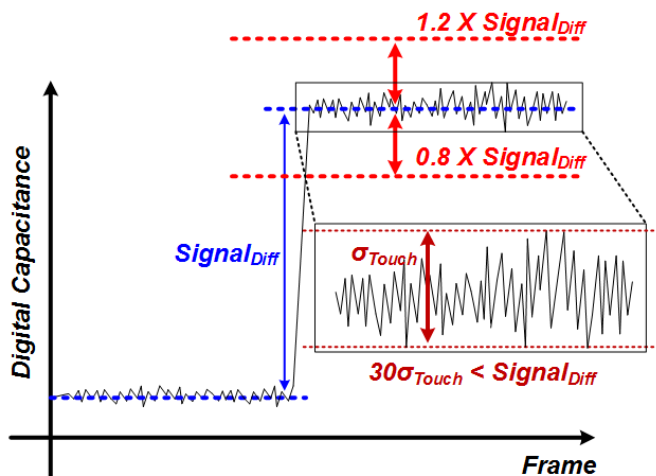 1.2 X SignalDiff
0.8 X SignalDiff
SignalDiff
σTouch
30σTouch < SignalDiff
Digital Capacitance
Frame